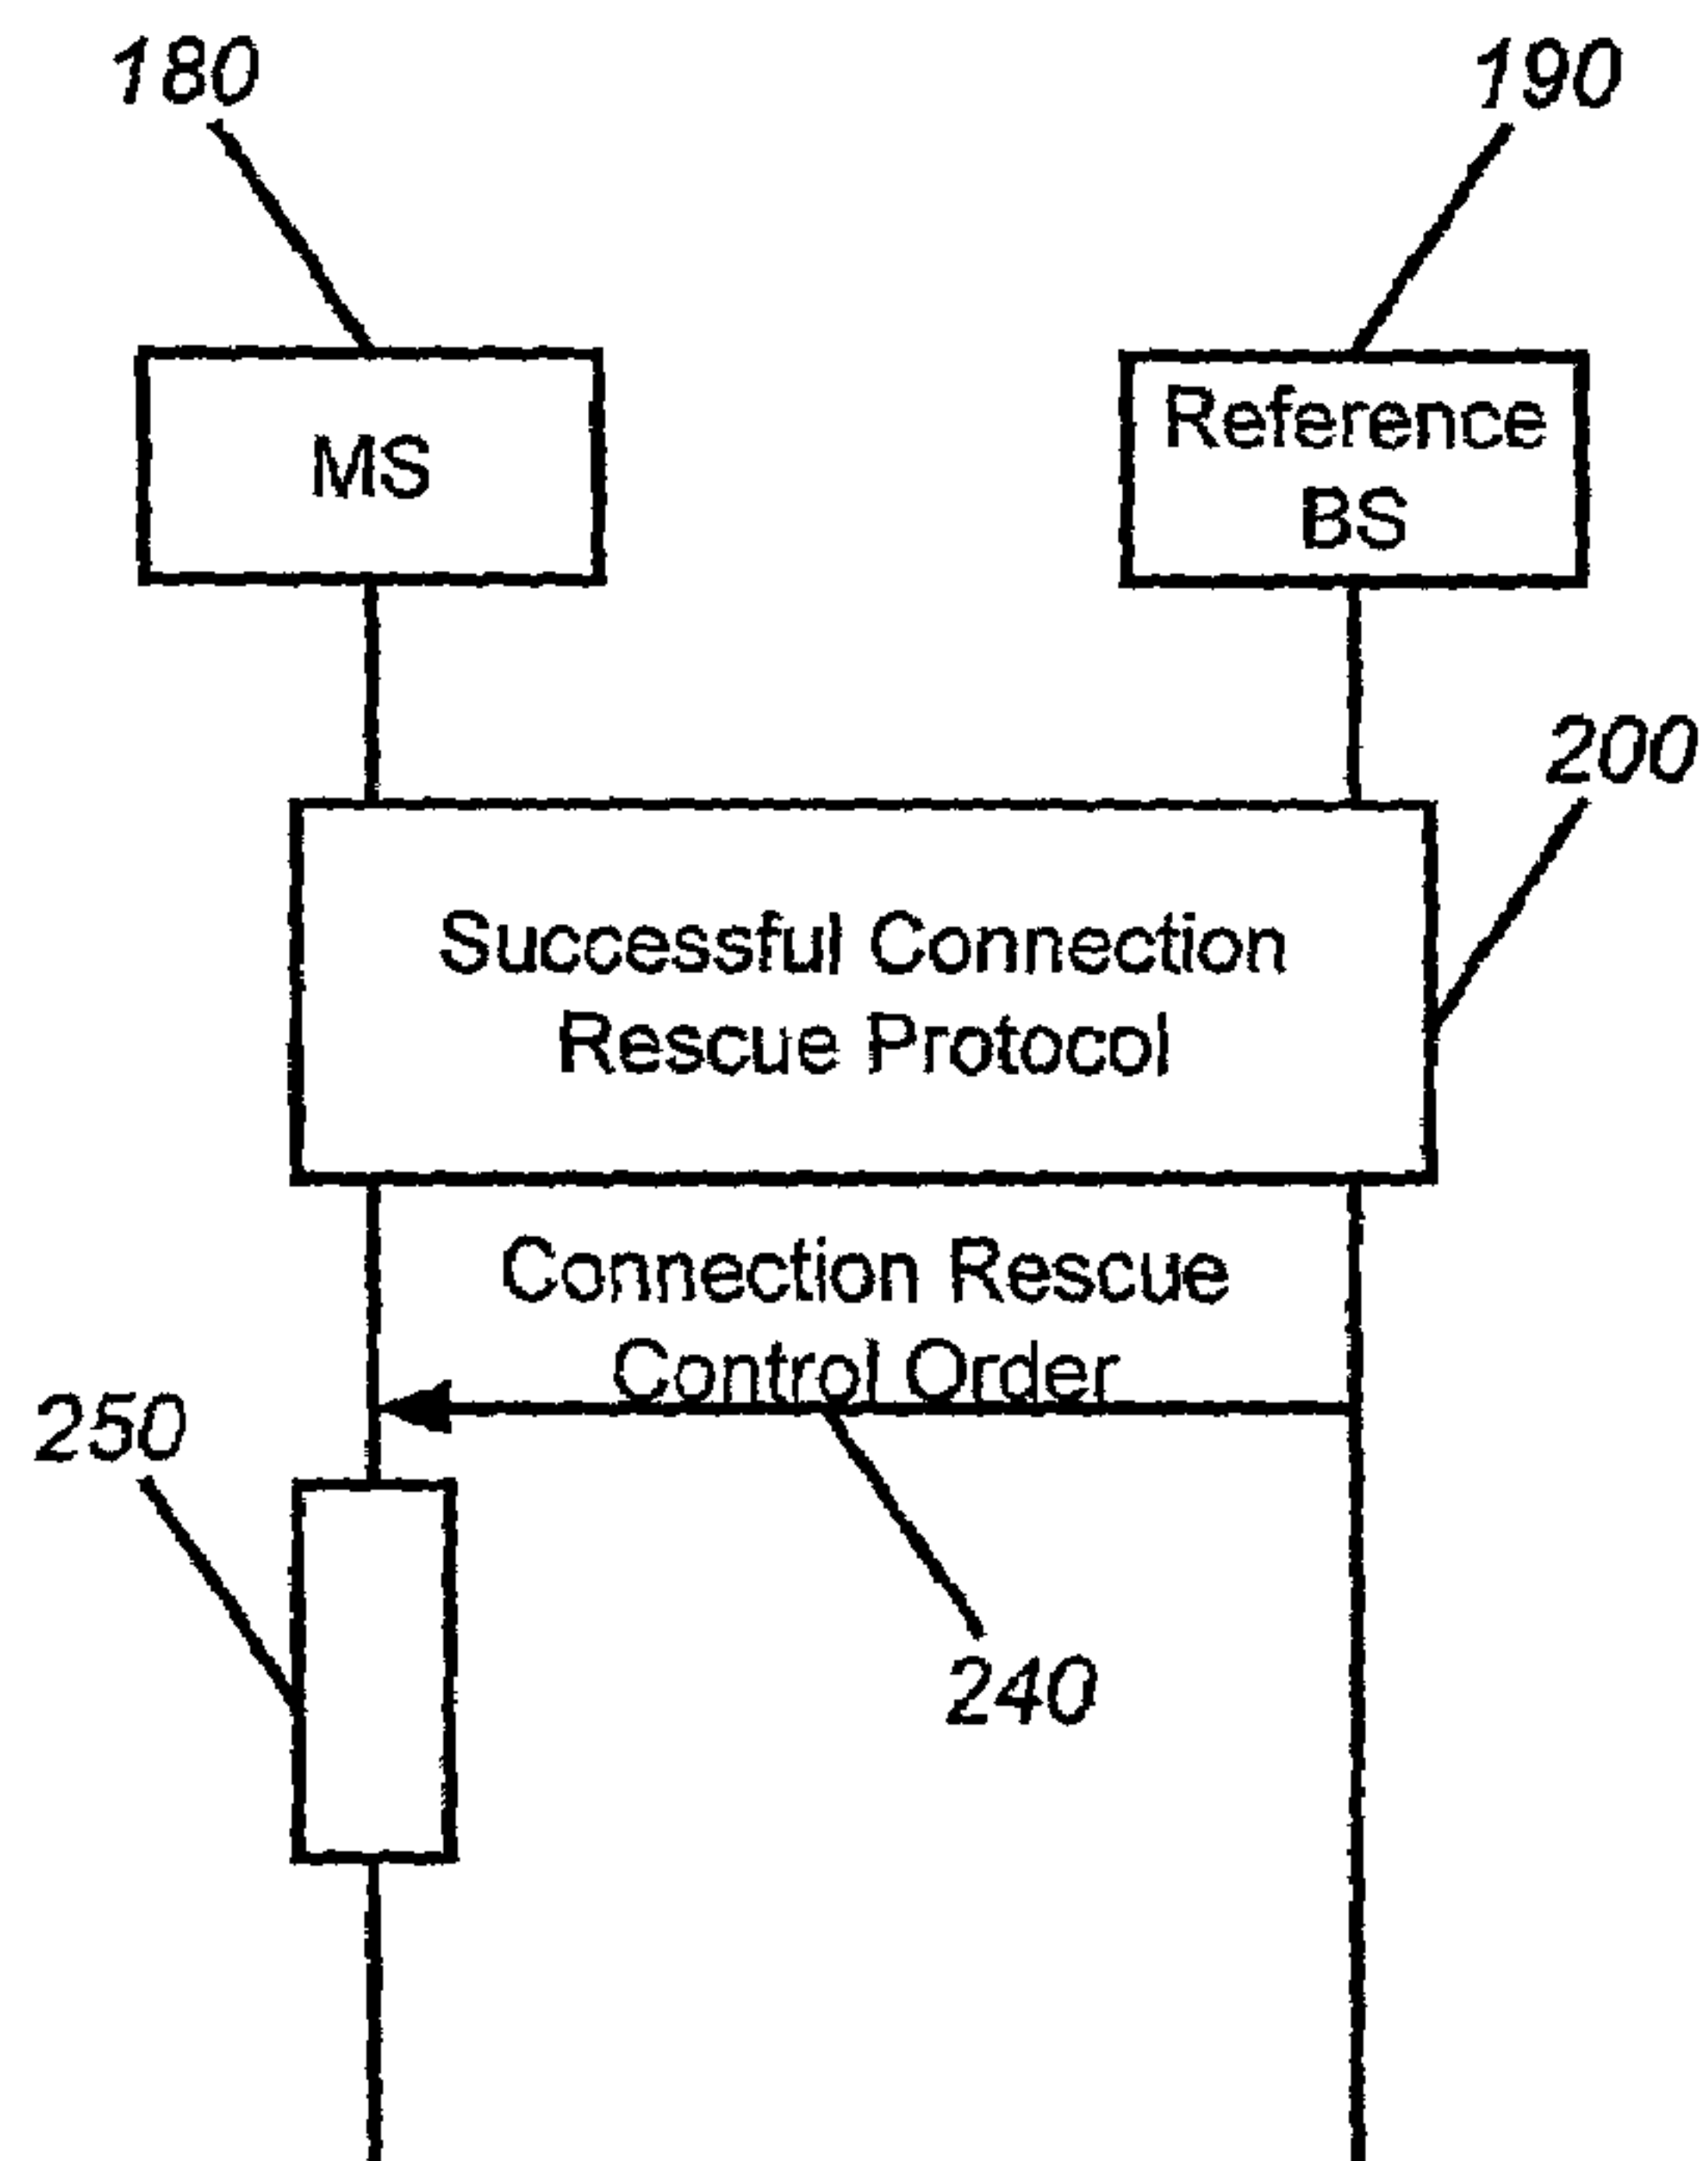 180
190
MS
Reference
BS
200
Successful Connection
Rescue Protocol
Connection Rescue
Control Order
250
240